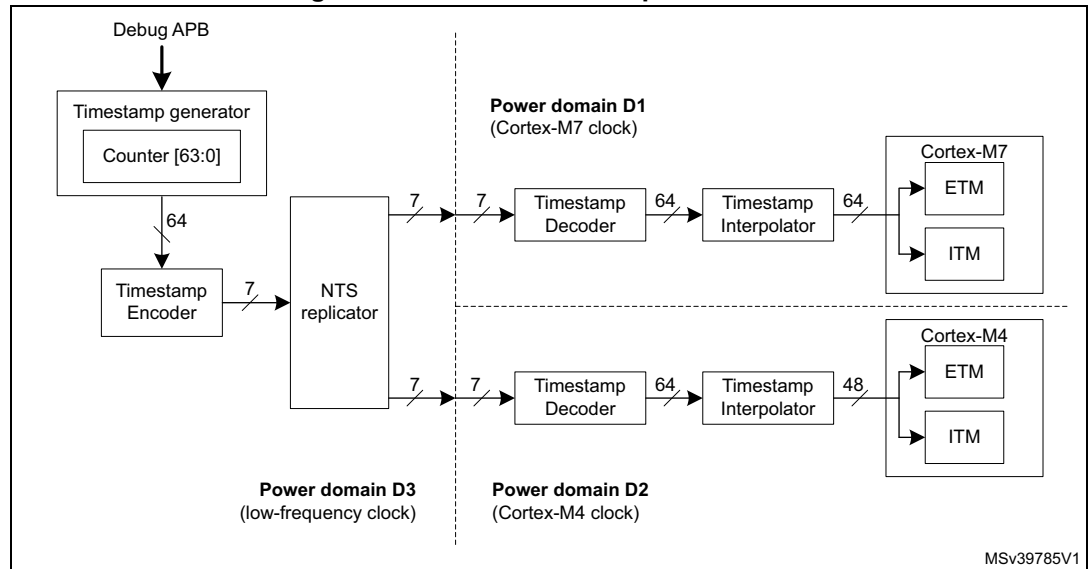 Debug APB
Timestamp generator
Counter [63:0]
64
Timestamp
Encoder
7
NTS
replicator
7
7
Power domain D1
(Cortex-M7 clock)
Timestamp
Decoder
64
Timestamp
Interpolator
64
Cortex-M7
ETM
ITM
7
7
Timestamp
Decoder
64
Timestamp
Interpolator
48
Cortex-M4
ETM
ITM
Power domain D3
(low-frequency clock)
Power domain D2
(Cortex-M4 clock)
MSv39785V1